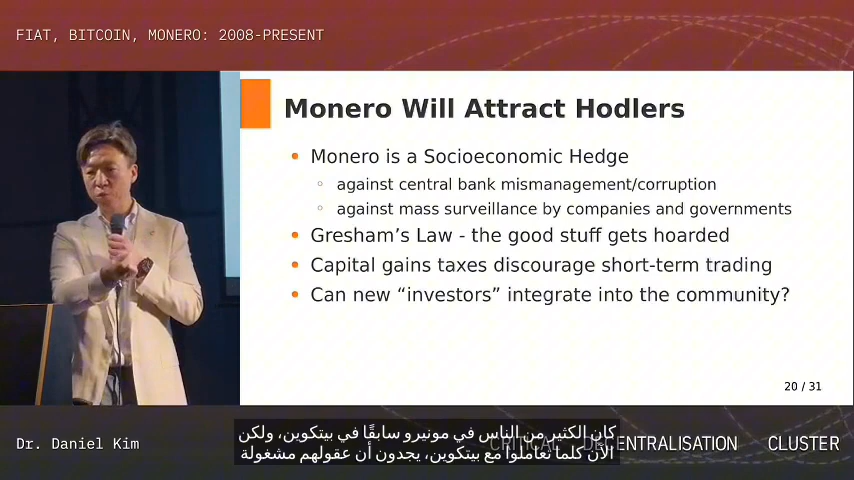 FIAT, BITCOIN, MONERO: 2008-PRESENT
Monero Will Attract Hodlers
Monero is a Socioeconomic Hedge
against central bank mismanagement/corruption
against mass surveillance by companies and governments
Gresham’s Law - the good stuff gets hoarded
Capital gains taxes discourage short-term trading
Can new “investors” integrate into the community?
20 / 31
Dr. Daniel Kim
CRITICAL DECENTRALISATION CLUSTER
كان الكثير من الناس في مونيرو سابقًا في بيتكوين، ولكن
الآن كلما تعاملوا مع بيتكوين، يجدون أن عقولهم مشغولة